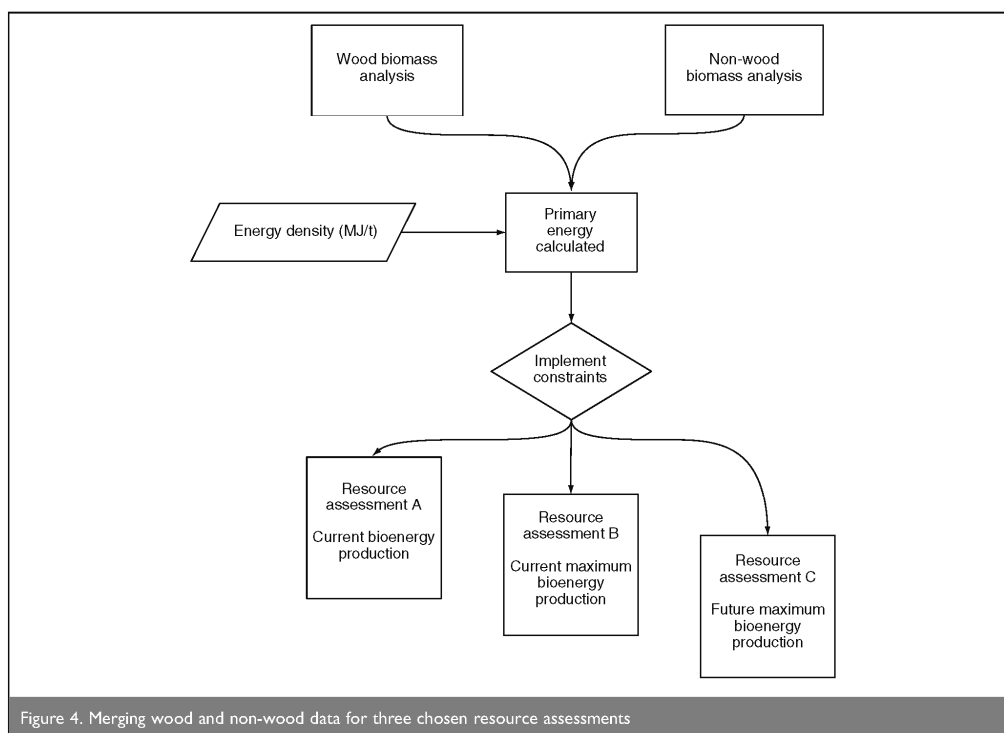 Wood biomass
analysis
Non-wood
biomass analysis
Energy density (MJ/t)
Primary
energy
calculated
Implement
constraints
Resource
assessment A
Current bioenergy
production
Resource
assessment B
Current maximum
bioenergy
production
Resource
assessment C
Future maximum
bioenergy
production
Figure 4. Merging wood and non-wood data for three chosen resource assessments